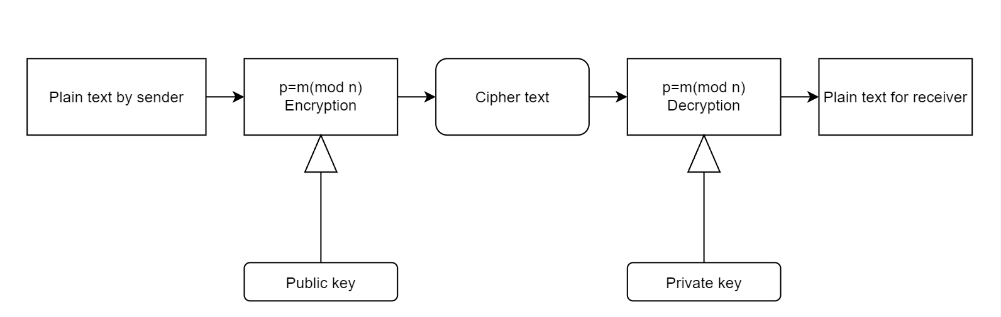 Plain text by sender
p=m(mod n)
Encryption
Cipher text
p=m(mod n)
Decryption
Plain text for receiver
Public key
Private key